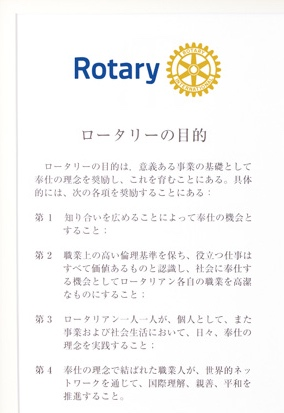 Rotary
ROTARY
INTERNATIONAL
ロータリーの目的
ロータリーの目的は、意義ある事業の基礎として
奉仕の理念を奨励し、これを育むことにある。具体
的には、次の各項を奨励することにある：
第1 知り合いを広めることによって奉仕の機会と
すること；
第2 職業上の高い倫理基準を保ち、役立つ仕事は
すべて価値あるものと認識し、社会に奉仕す
る機会としてロータリアン各自の職業を高潔
なものにすること；
第3 ロータリアン一人一人が、個人として、また
事業および社会生活において、日々、奉仕の
理念を実践すること；
第4 奉仕の理念で結ばれた職業人が、世界的ネッ
トワークを通じて、国際理解、親善、平和を
推進すること。